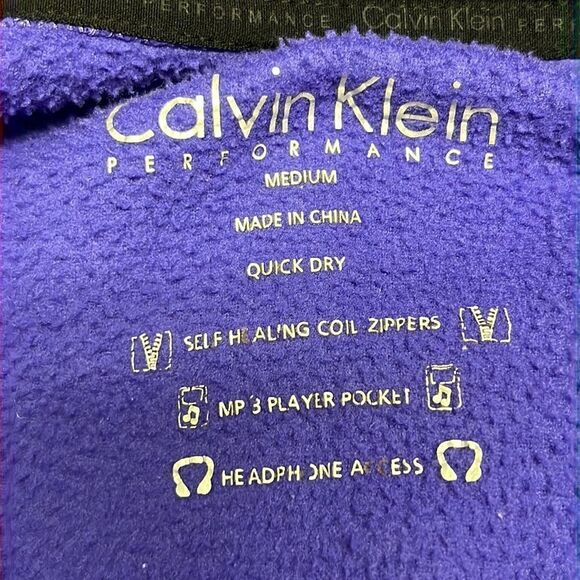 PERFORMANCE Calvin Klein PER
Calvin Klein
PERFORMANCE
MEDIUM
MADE IN CHINA
QUICK DRY
SELF HEALING COIL ZIPPERS
MP3 PLAYER POCKET
HEADPHONE ACCESS